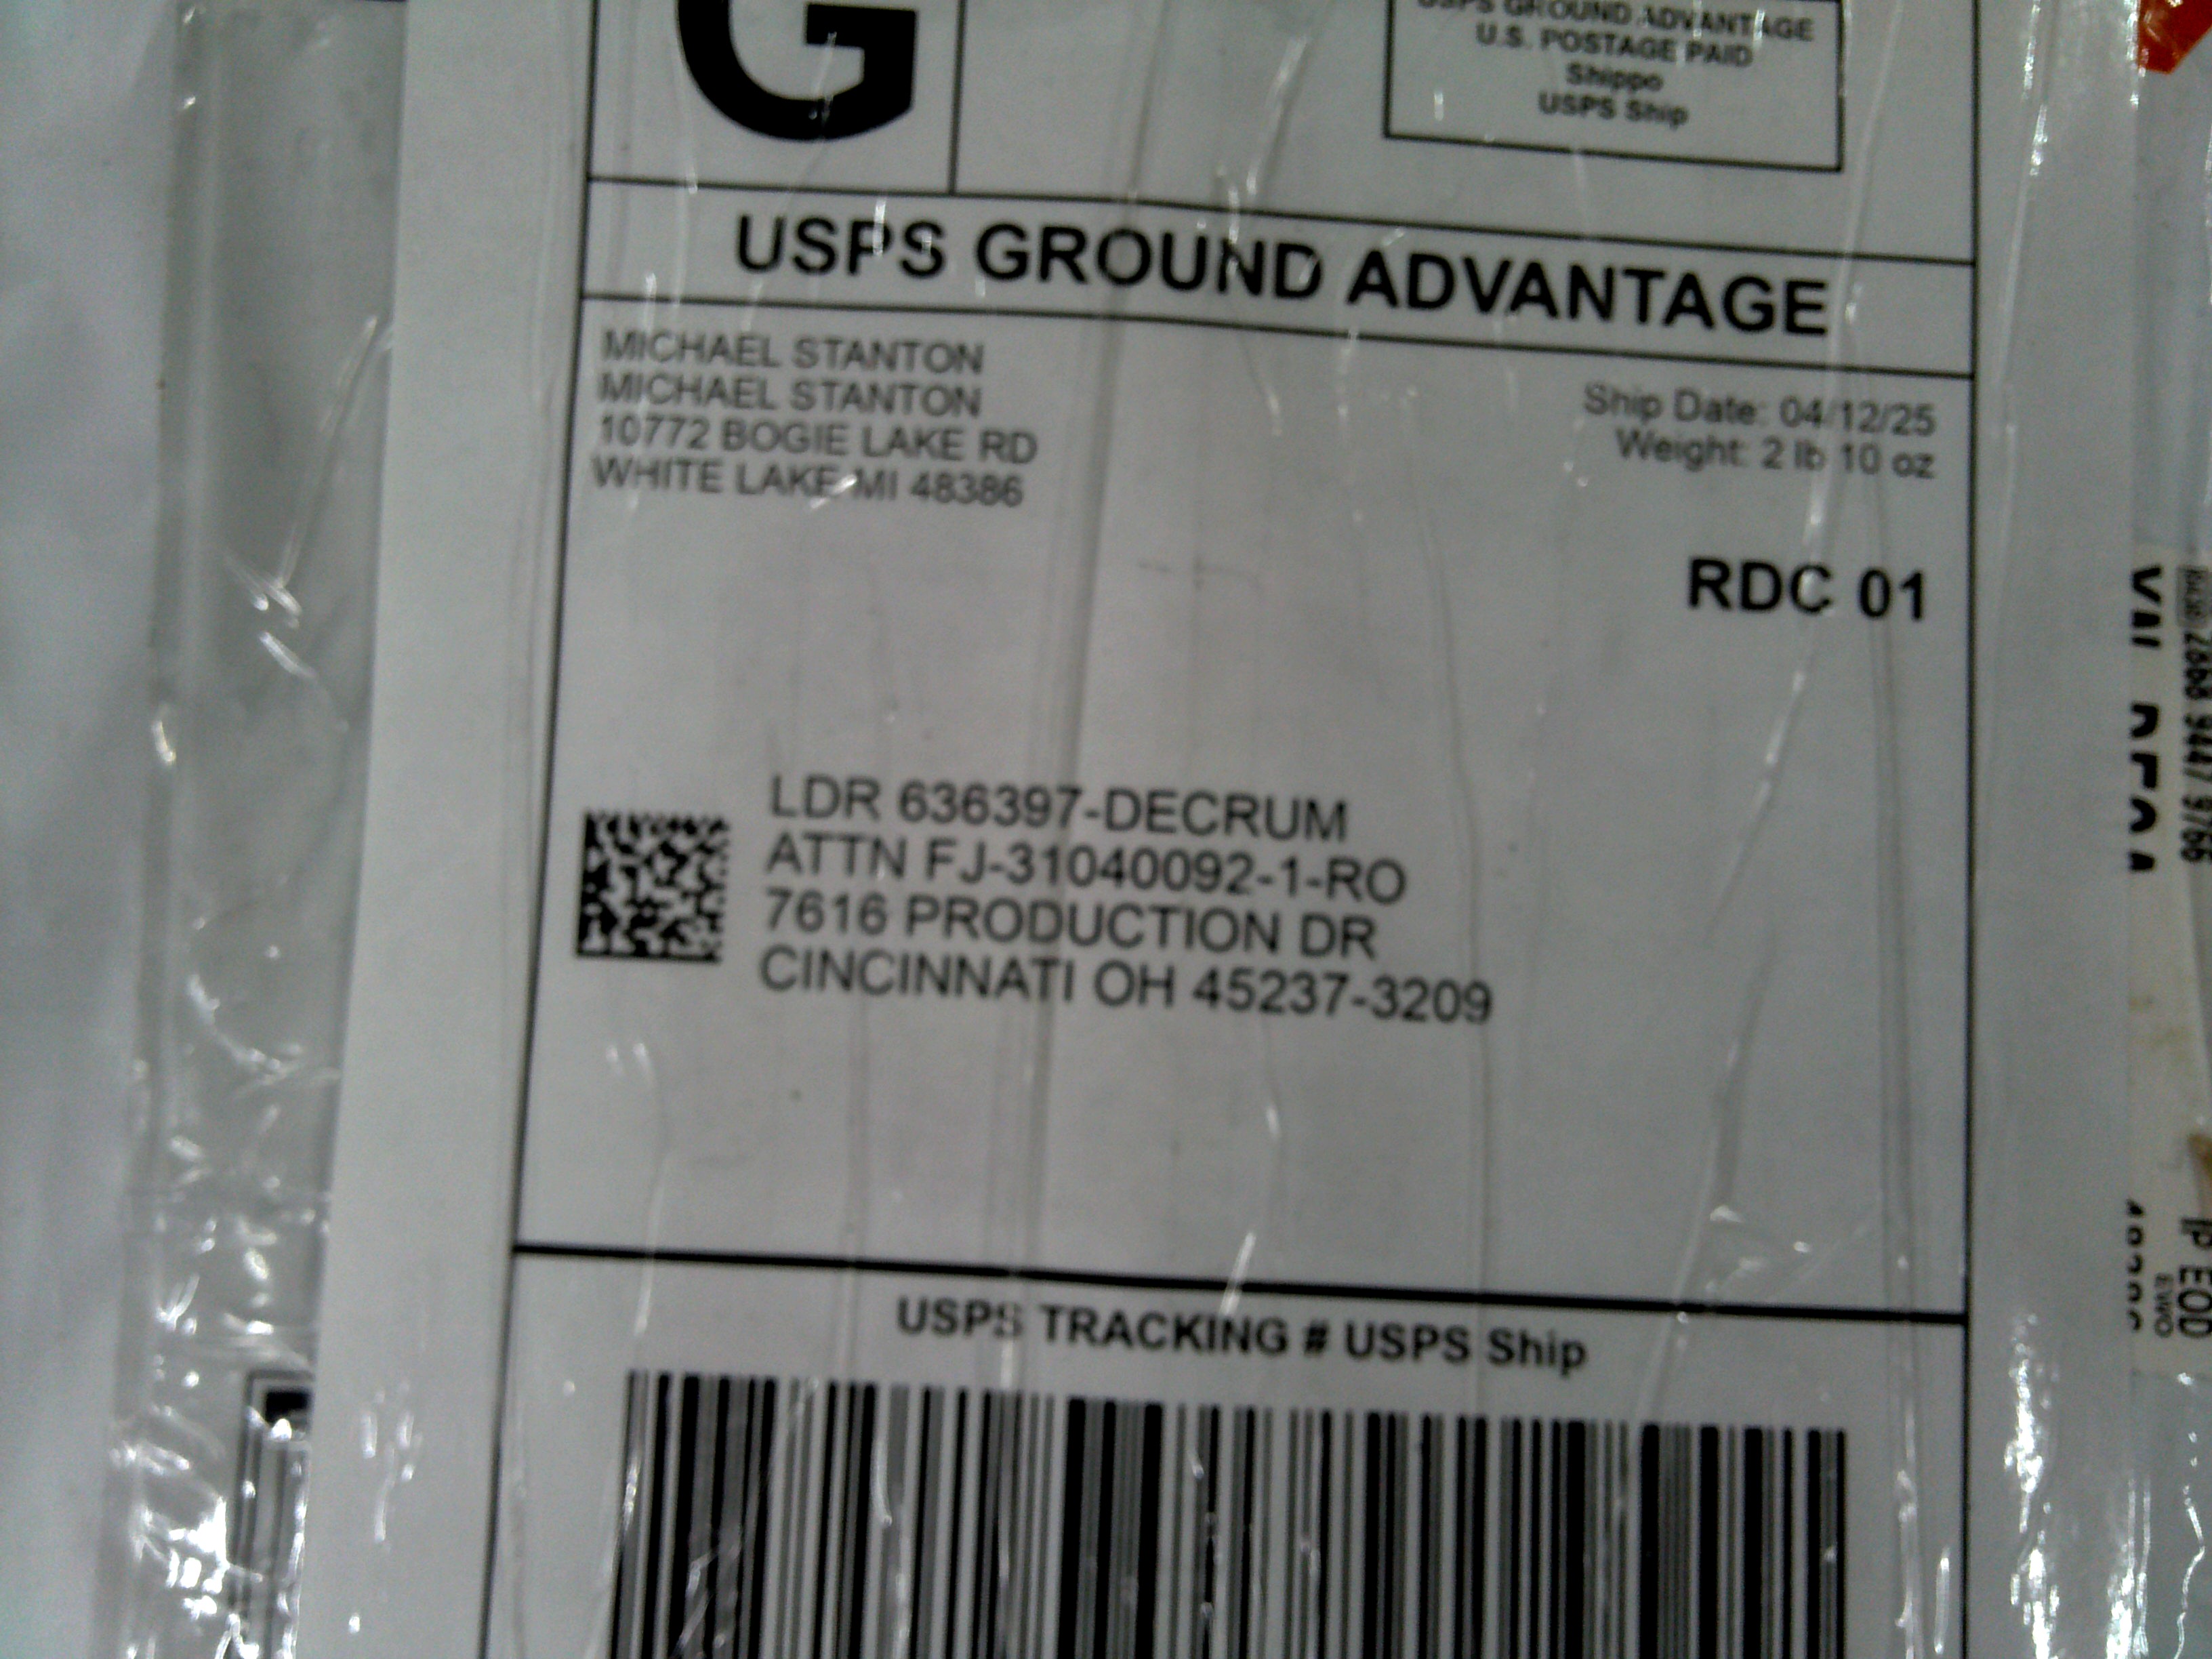 G
USPS GROUND ADVANTAGE
U.S. POSTAGE PAID
Shippo
USPS Ship
USPS GROUND ADVANTAGE
MICHAEL STANTON
MICHAEL STANTON
10772 BOGIE LAKE RD
WHITE LAKE MI 48386
Ship Date: 04/12/25
Weight: 2 lb 10 oz
RDC 01
LDR 636397-DECRUM
ATTN FJ-31040092-1-RO
7616 PRODUCTION DR
CINCINNATI OH 45237-3209
USPS TRACKING # USPS Ship